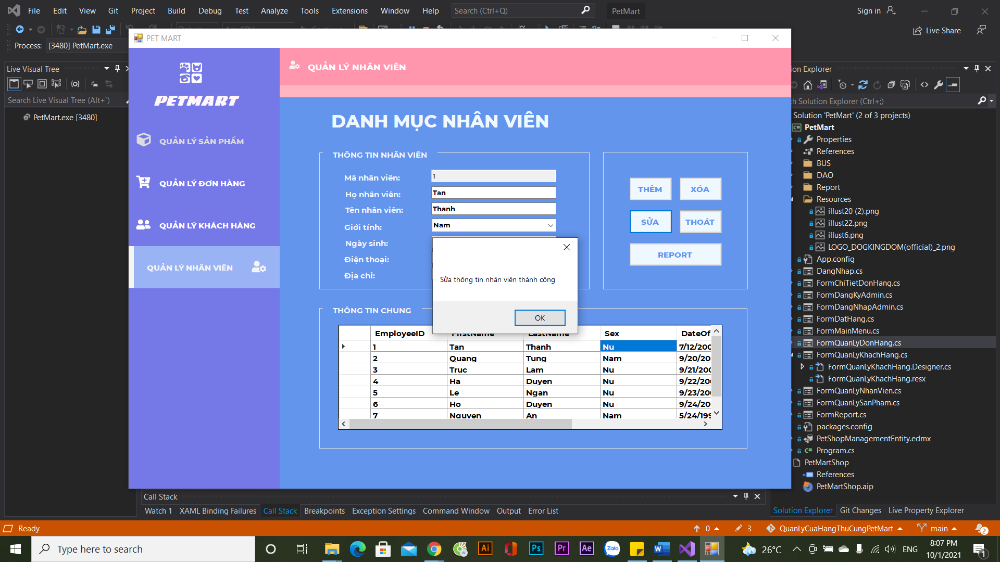 File Edit View Git Project Build Debug Test Analyze Tools Extensions Window Help Search (Ctrl+Q) PetMart Sign in
Live Share
Process: [3480] PetMart.exe
PET MART
Live Visual Tree
Search Live Visual Tree (Alt+`)
PetMart.exe [3480]
PETMART
QUẢN LÝ SẢN PHẨM
QUẢN LÝ ĐƠN HÀNG
QUẢN LÝ KHÁCH HÀNG
QUẢN LÝ NHÂN VIÊN
QUẢN LÝ NHÂN VIÊN
DANH MỤC NHÂN VIÊN
THÔNG TIN NHÂN VIÊN
Mã nhân viên: 1
Họ nhân viên: Tan
Tên nhân viên: Thanh
Giới tính: Nam
Ngày sinh:
Điện thoại:
Địa chỉ:
THÊM XÓA
SỬA THOÁT
REPORT
Sửa thông tin nhân viên thành công
OK
THÔNG TIN CHUNG
EmployeeID FirstName LastName Sex DateOf
1 Tan Thanh Nu 7/12/200
2 Quang Tung Nam 9/20/20
3 Truc Lam Nu 9/21/200
4 Ha Duyen Nu 9/22/20
5 Le Ngan Nu 9/23/20
6 Ho Duyen Nu 9/24/20
7 Nguyen An Nam 5/24/199
on Explorer
ch Solution Explorer (Ctrl+;)
Solution 'PetMart' (2 of 3 projects)
PetMart
Properties
References
BUS
DAO
Report
Resources
illust20 (2).png
illust22.png
illust6.png
LOGO_DOGKINGDOM(official)_2.png
App.config
DangNhap.cs
FormChiTietDonHang.cs
FormDangKyAdmin.cs
FormDangNhapAdmin.cs
FormDatHang.cs
FormMainMenu.cs
FormQuanLyDonHang.cs
FormQuanLyKhachHang.cs
FormQuanLyKhachHang.Designer.cs
FormQuanLyKhachHang.resx
FormQuanLyNhanVien.cs
FormQuanLySanPham.cs
FormReport.cs
packages.config
PetShopManagementEntity.edmx
Program.cs
PetMartShop
References
PetMartShop.aip
Call Stack
Watch 1 XAML Binding Failures Call Stack Breakpoints Exception Settings Command Window Output Error List
Solution Explorer Git Changes Live Property Explorer
Ready 0 3 QuanLyCuaHangThuCungPetMart main 2
Type here to search Ai Ps Pr Ae Zalo 26°C ENG 8:07 PM
10/1/2021 1